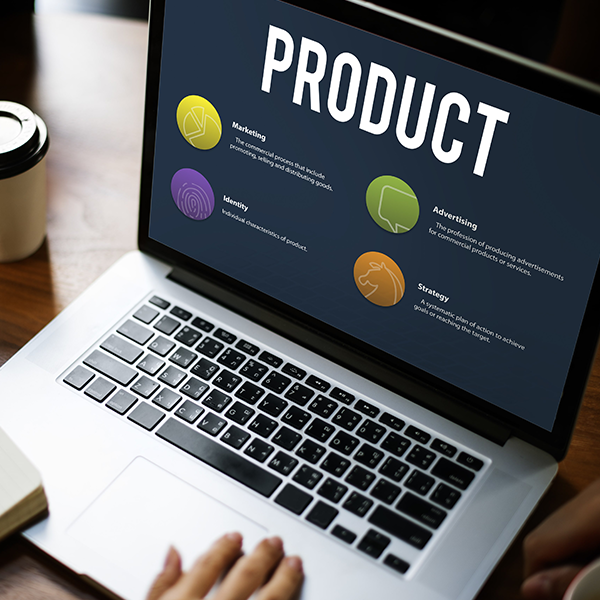 PRODUCT
Marketing
The commercial process that include
promoting, selling and distributing goods.
Identity
Individual characteristics of product.
Advertising
The profession of producing advertisements
for commercial products or services.
Strategy
A systematic plan of action to achieve
goals or reaching the target.